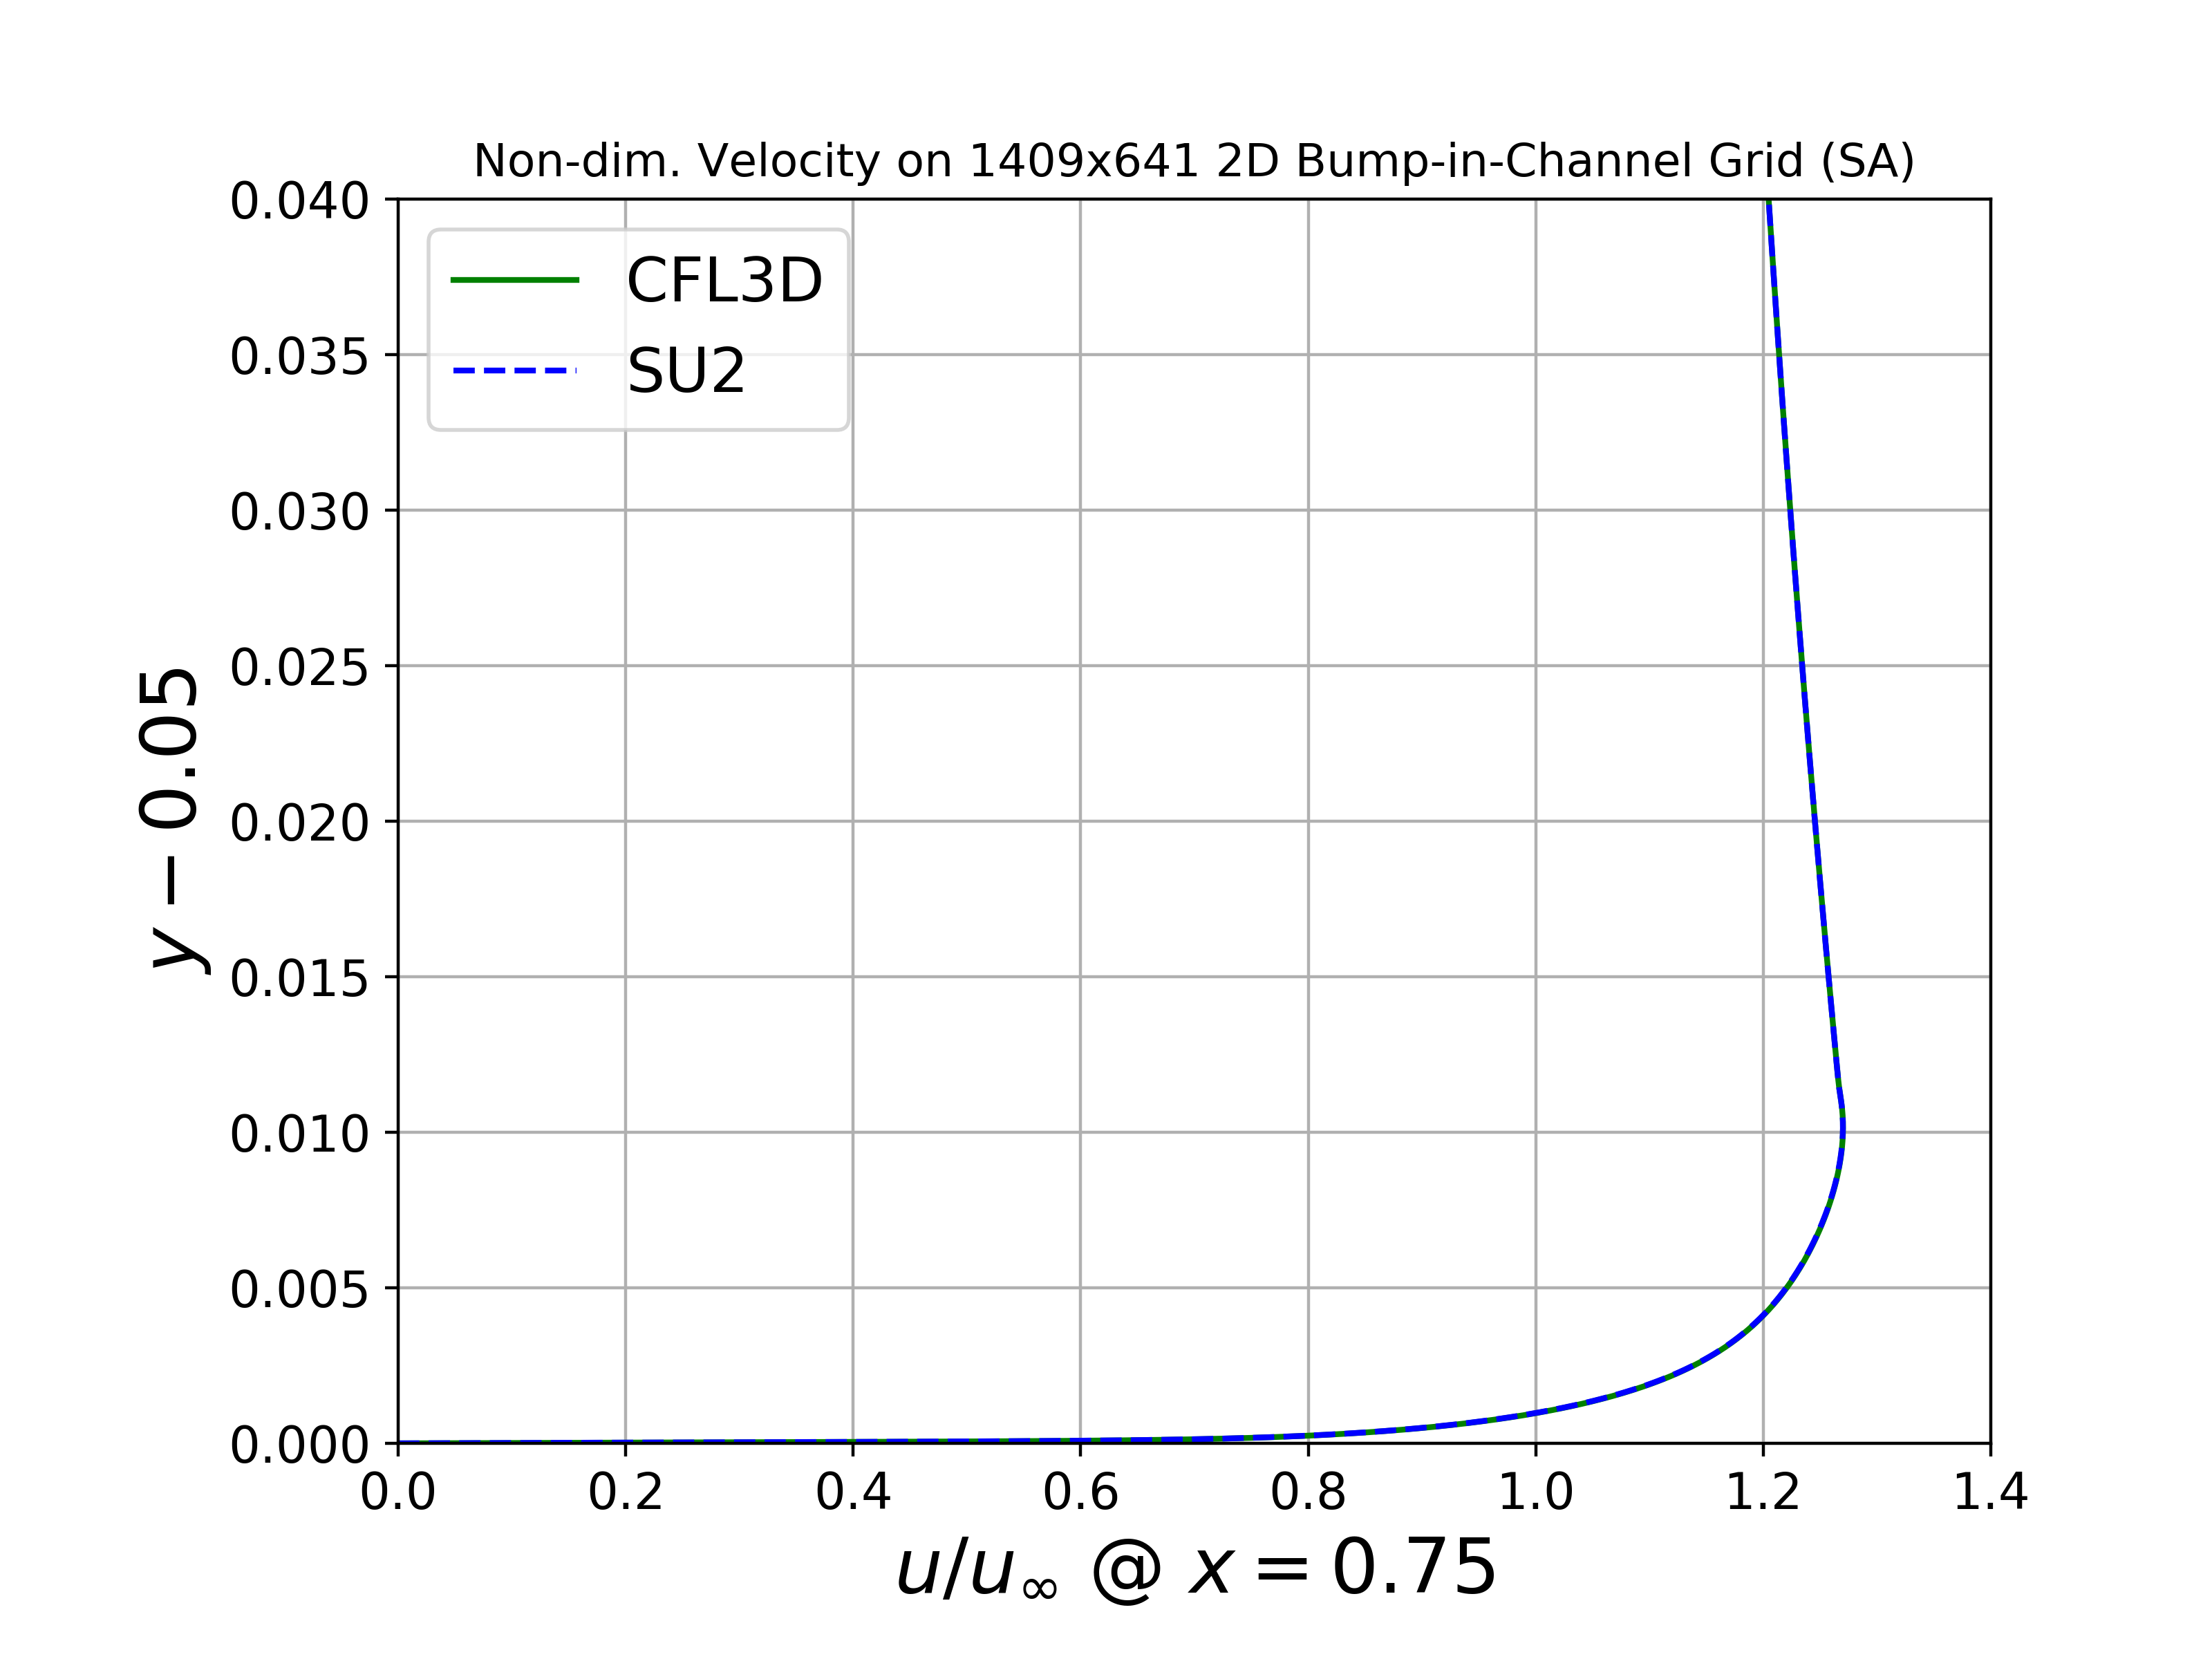 Non-dim. Velocity on 1409x641 2D Bump-in-Channel Grid (SA)
CFL3D
SU2
y − 0.05
0.040
0.035
0.030
0.025
0.020
0.015
0.010
0.005
0.000
0.0 0.2 0.4 0.6 0.8 1.0 1.2 1.4
u/u∞ @ x = 0.75